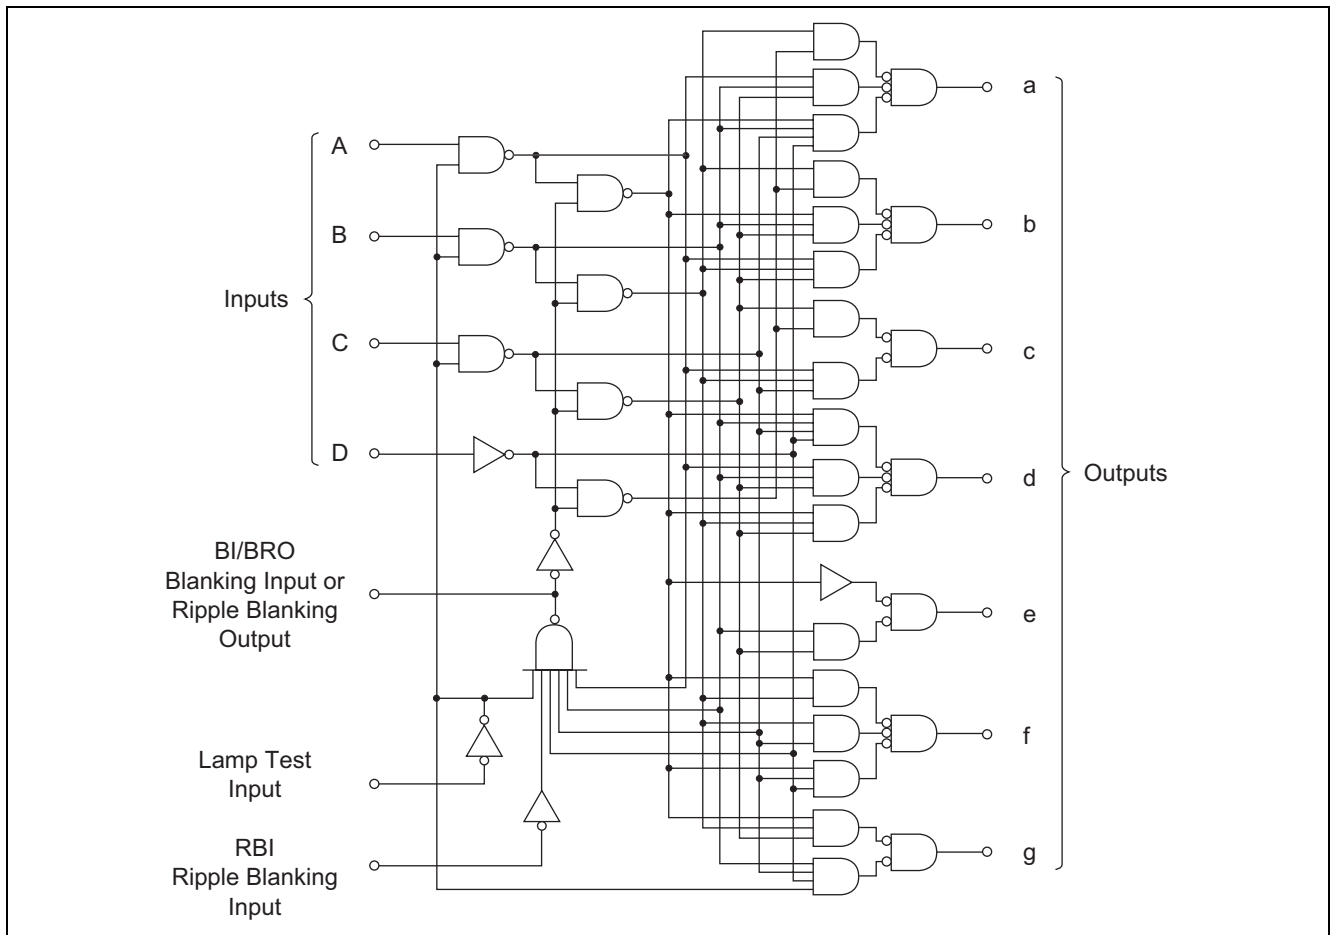 a
A
b
B
Inputs
C
c
D
d
Outputs
BI/BRO
Blanking Input or
Ripple Blanking
Output
e
f
Lamp Test
Input
RBI
Ripple Blanking
Input
g